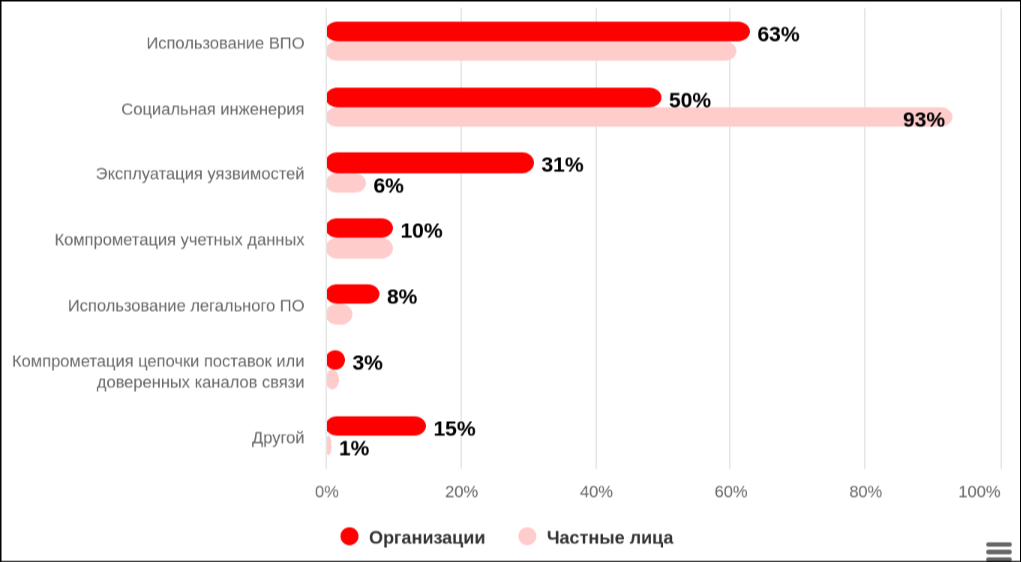 Использование ВПО
63%
Социальная инженерия
50%
93%
Эксплуатация уязвимостей
31%
6%
Компрометация учетных данных
10%
Использование легального ПО
8%
Компрометация цепочки поставок или
доверенных каналов связи
3%
Другой
15%
1%
0% 20% 40% 60% 80% 100%
Организации Частные лица